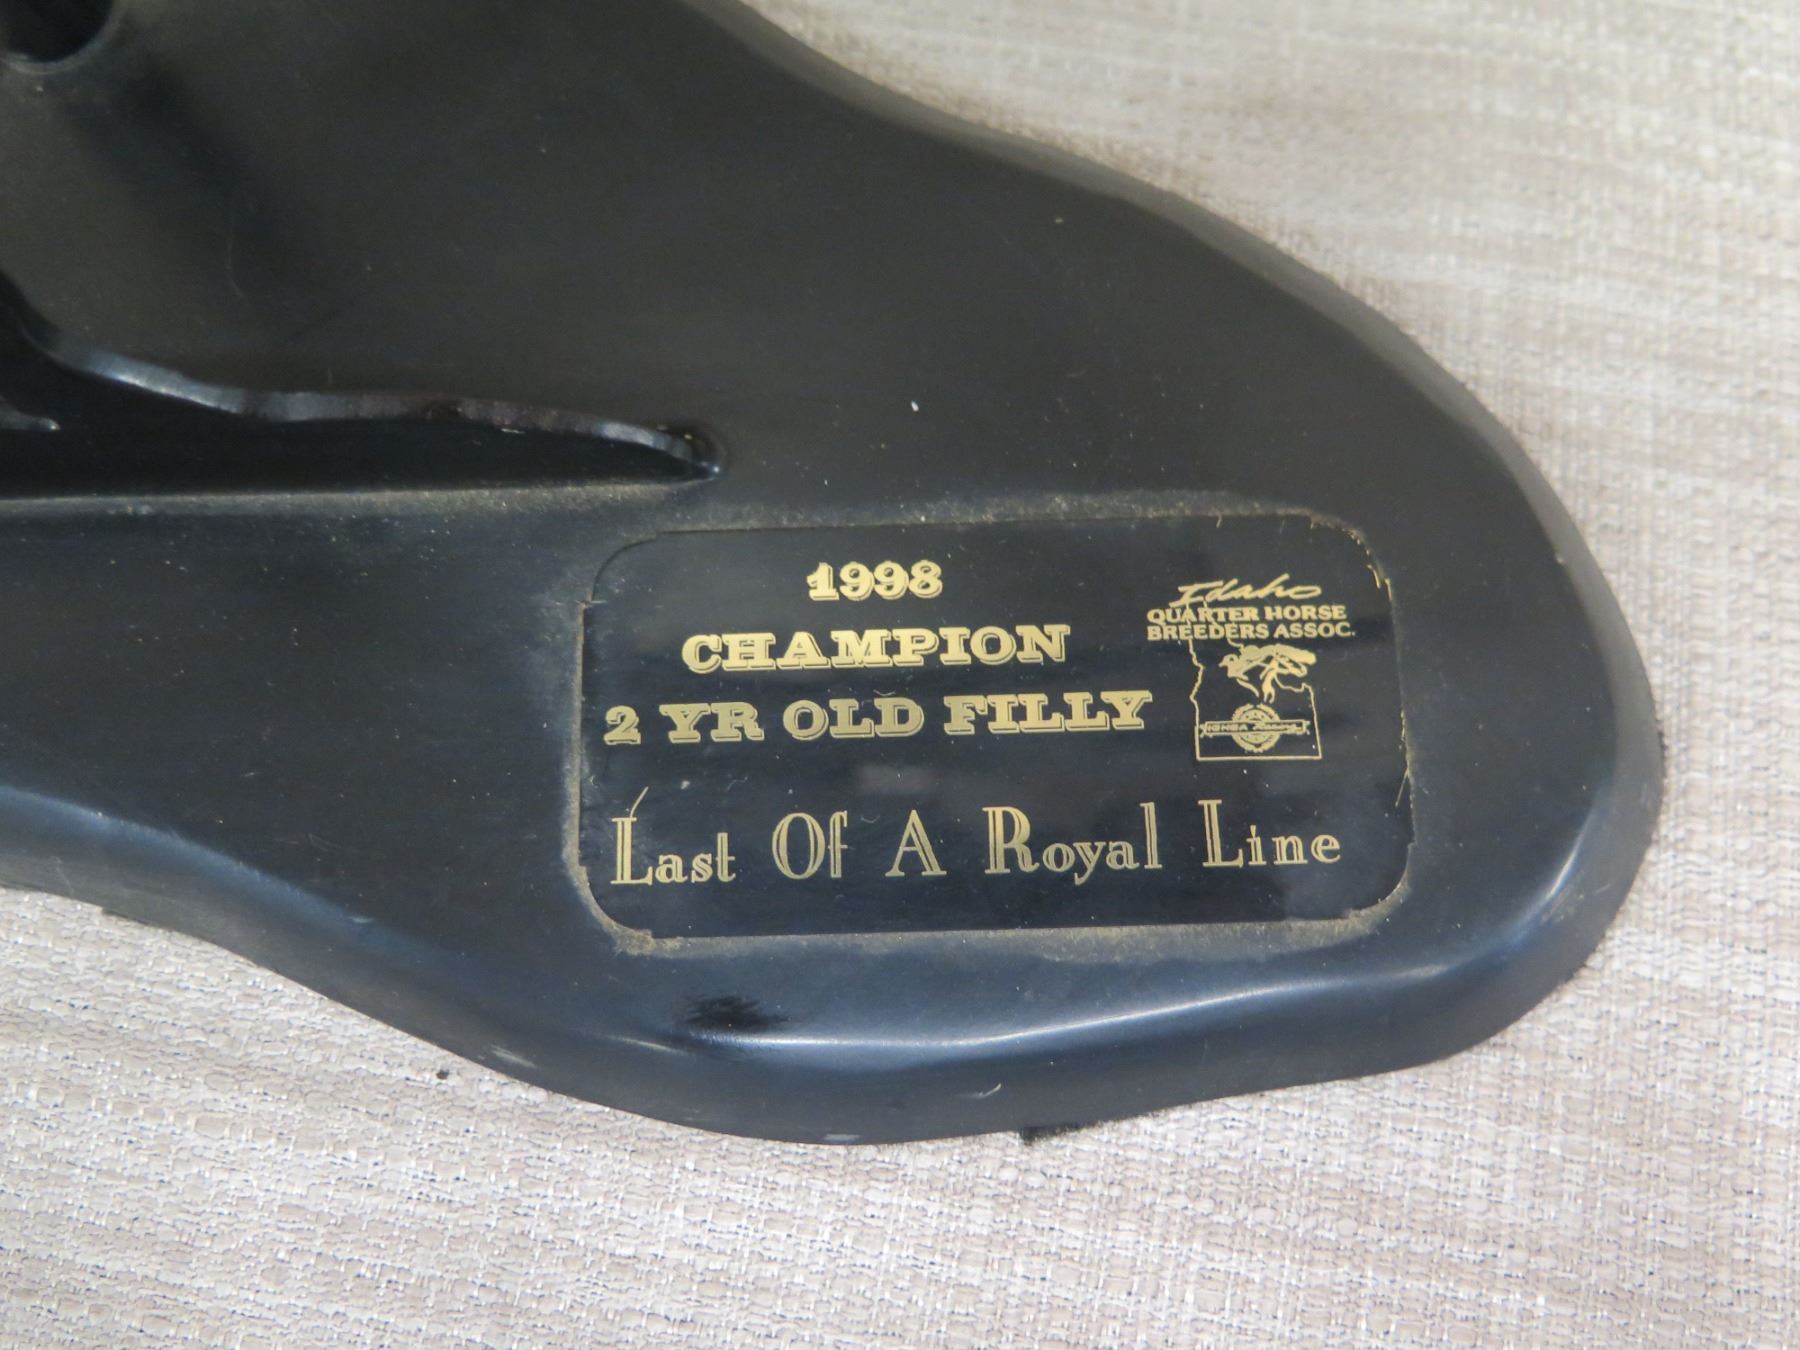 1998
CHAMPION
2 YR OLD FILLY
Last Of A Royal Line
Idaho
QUARTER HORSE
BREEDERS ASSOC.